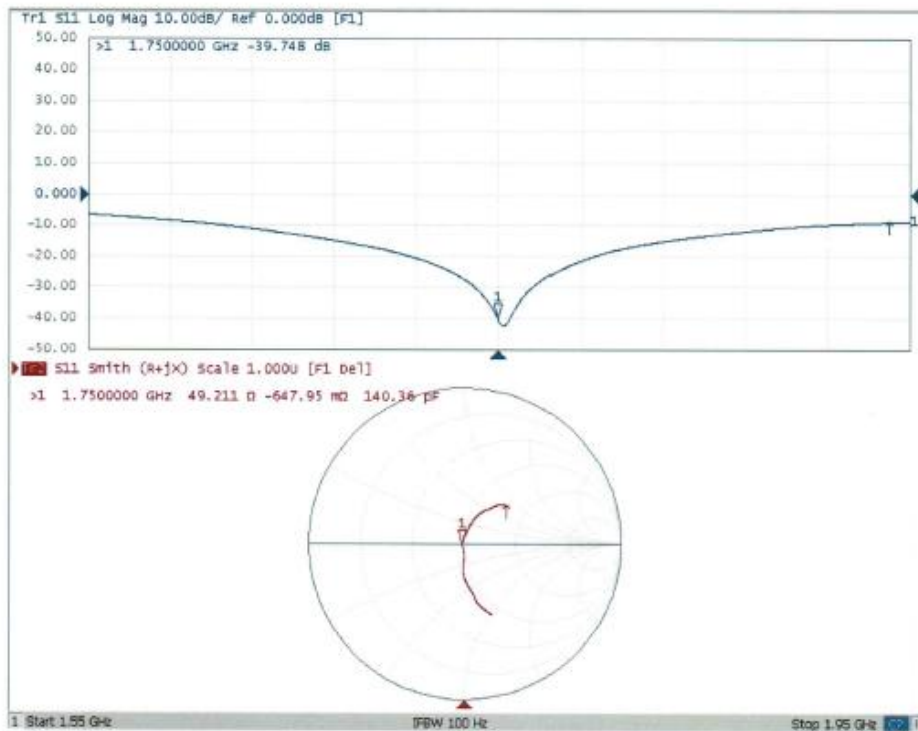 Tr1 S11 Log Mag 10.00dB/ Ref 0.000dB [F1]
50.00
>1 1.7500000 GHz -39.748 dB
40.00
30.00
20.00
10.00
0.000
-10.00
1
-20.00
-30.00
1
-40.00
-50.00
S11 Smith (R+jX) Scale 1.000U [F1 Del]
>1 1.7500000 GHz 49.211 Ω -647.95 mΩ 140.36 pF
1
1 Start 1.55 GHz IFBW 100 Hz Stop 1.95 GHz